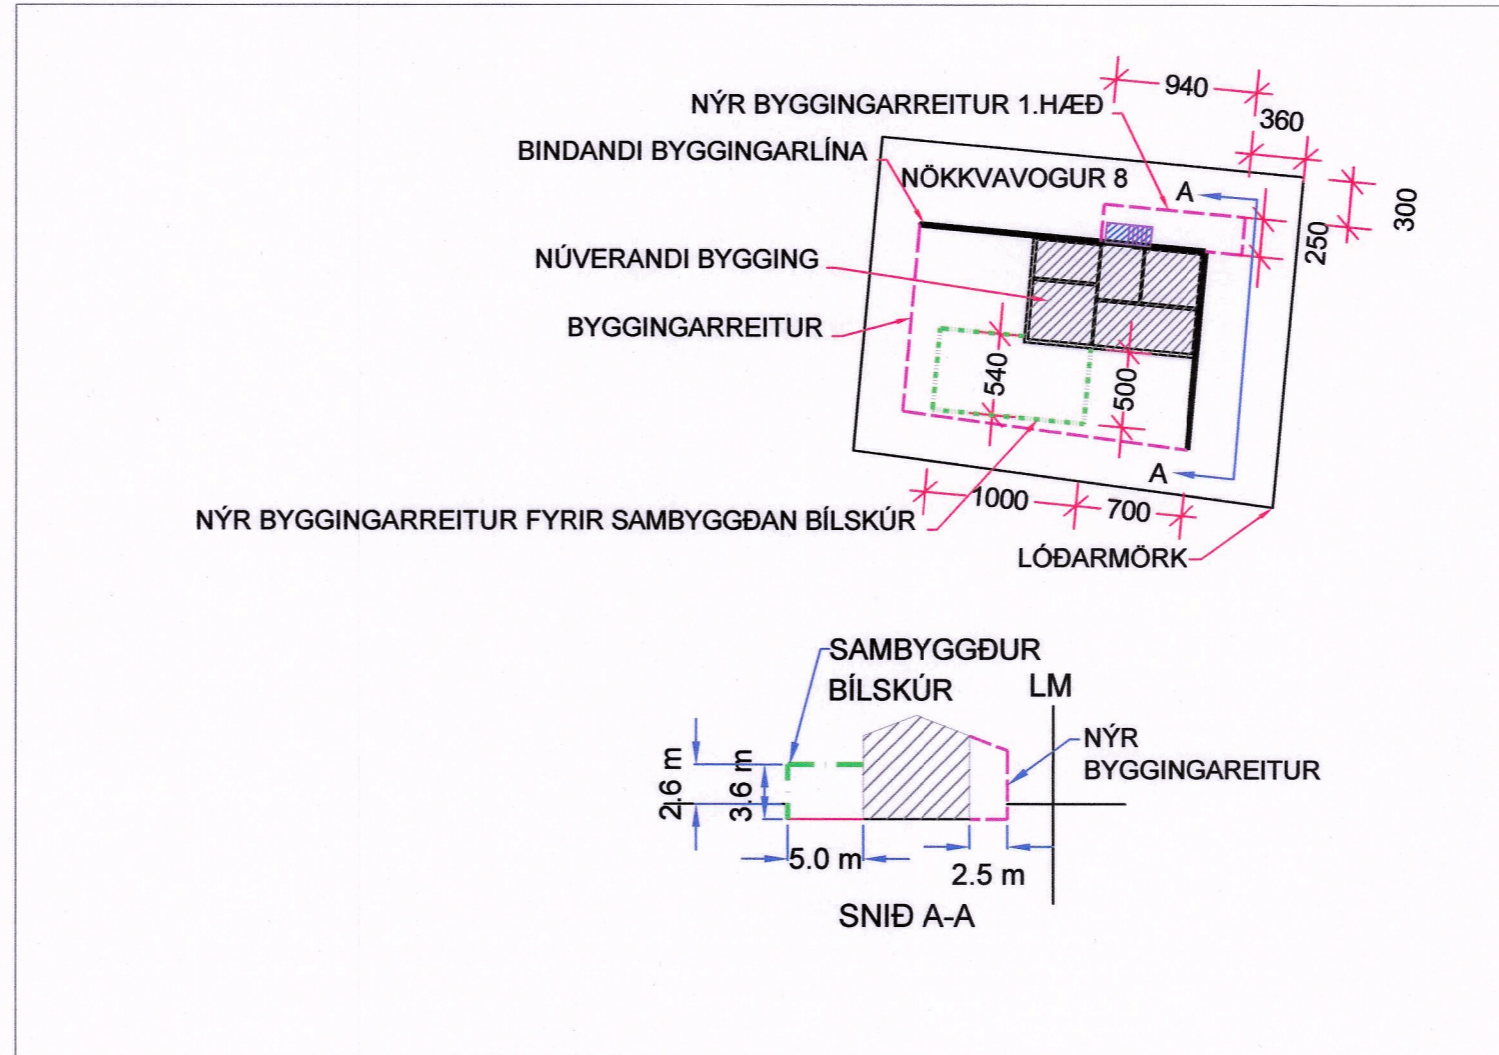 940
NÝR BYGGINGARREITUR 1.HÆÐ
360
BINDANDI BYGGINGARLÍNA
NÖKKVAVOGUR 8
A
300
250
NÚVERANDI BYGGING
BYGGINGARREITUR
540
500
A
1000
700
NÝR BYGGINGARREITUR FYRIR SAMBYGGÐAN BÍLSKÚR
LÓÐARMÖRK
SAMBYGGÐUR
BÍLSKÚR
LM
NÝR
BYGGINGAREITUR
2.6 m
3.6 m
5.0 m
2.5 m
SNIÐ A-A